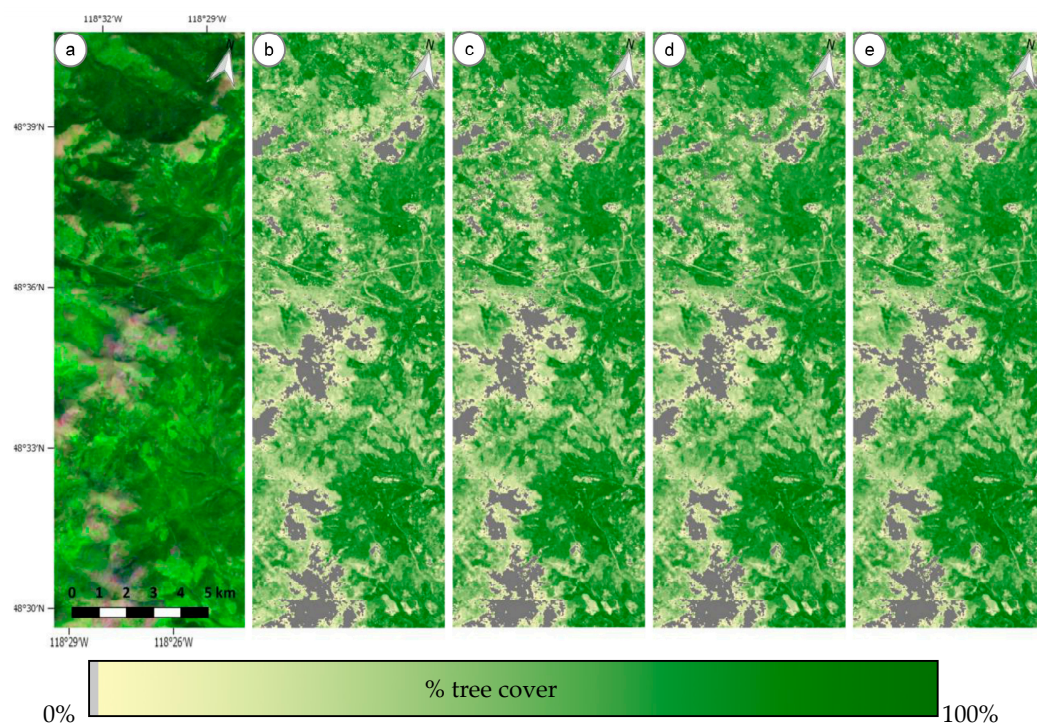 118°32'W 118°29'W
a b c d e
N N N N N
48°39'N
48°36'N
48°33'N
48°30'N
0 1 2 3 4 5 km
118°29'W 118°26'W
% tree cover
0% 100%